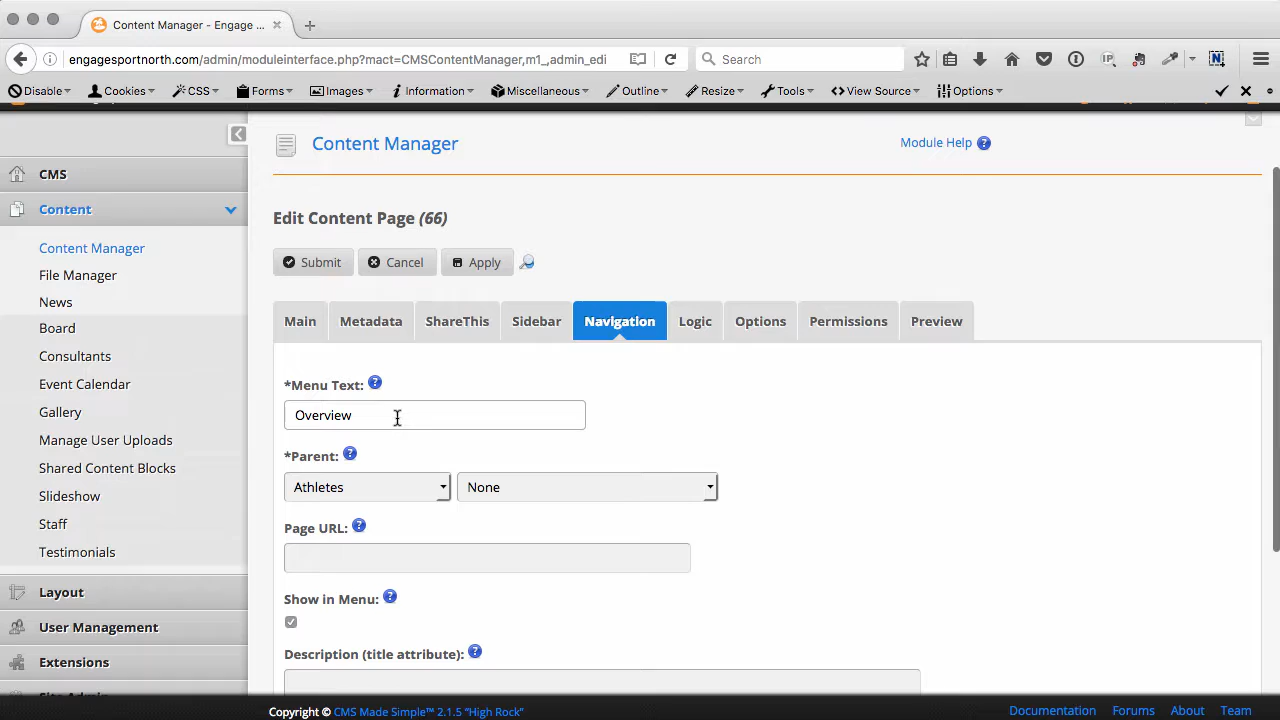 Content Manager - Engage ...
engagesportnorth.com/admin/moduleinterface.php?mact=CMSContentManager,m1_,admin_edi
Search
Disable Cookies CSS Forms Images Information Miscellaneous Outline Resize Tools View Source Options
Content Manager
Module Help
CMS
Content
Content Manager
File Manager
News
Board
Consultants
Event Calendar
Gallery
Manage User Uploads
Shared Content Blocks
Slideshow
Staff
Testimonials
Layout
User Management
Extensions
Edit Content Page (66)
Submit Cancel Apply
Main Metadata ShareThis Sidebar Navigation Logic Options Permissions Preview
*Menu Text:
Overview
*Parent:
Athletes None
Page URL:
Show in Menu:
Description (title attribute):
Copyright © CMS Made Simple™ 2.1.5 "High Rock"
Documentation Forums About Team